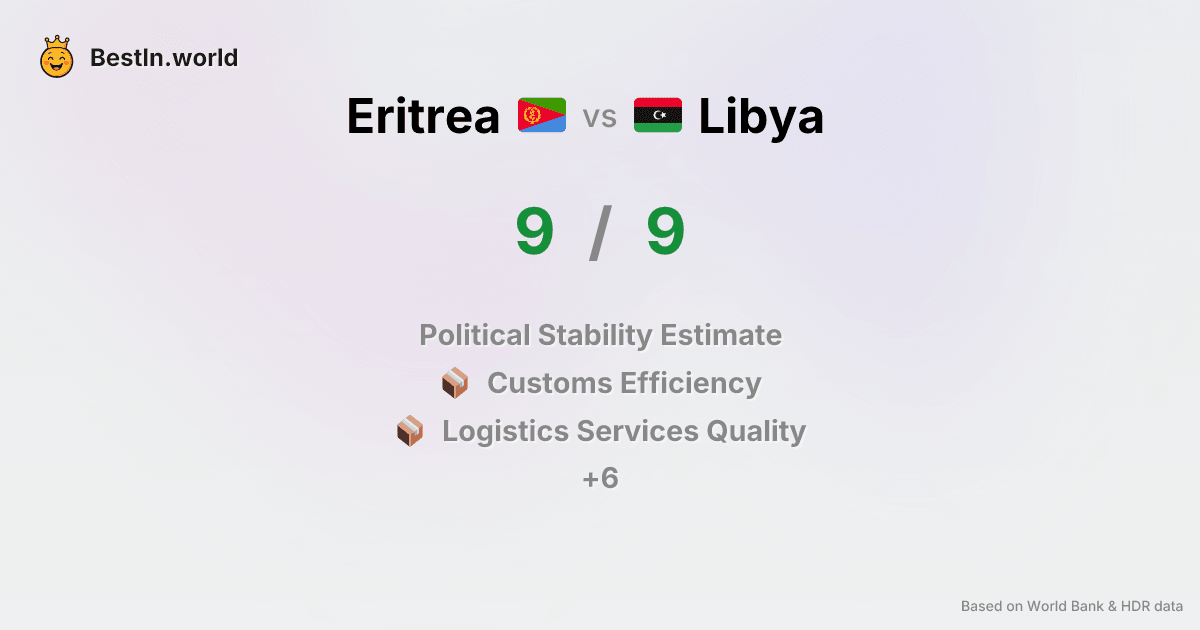 BestIn.world
Eritrea vs Libya
9 / 9
Political Stability Estimate
Customs Efficiency
Logistics Services Quality
+6
Based on World Bank & HDR data